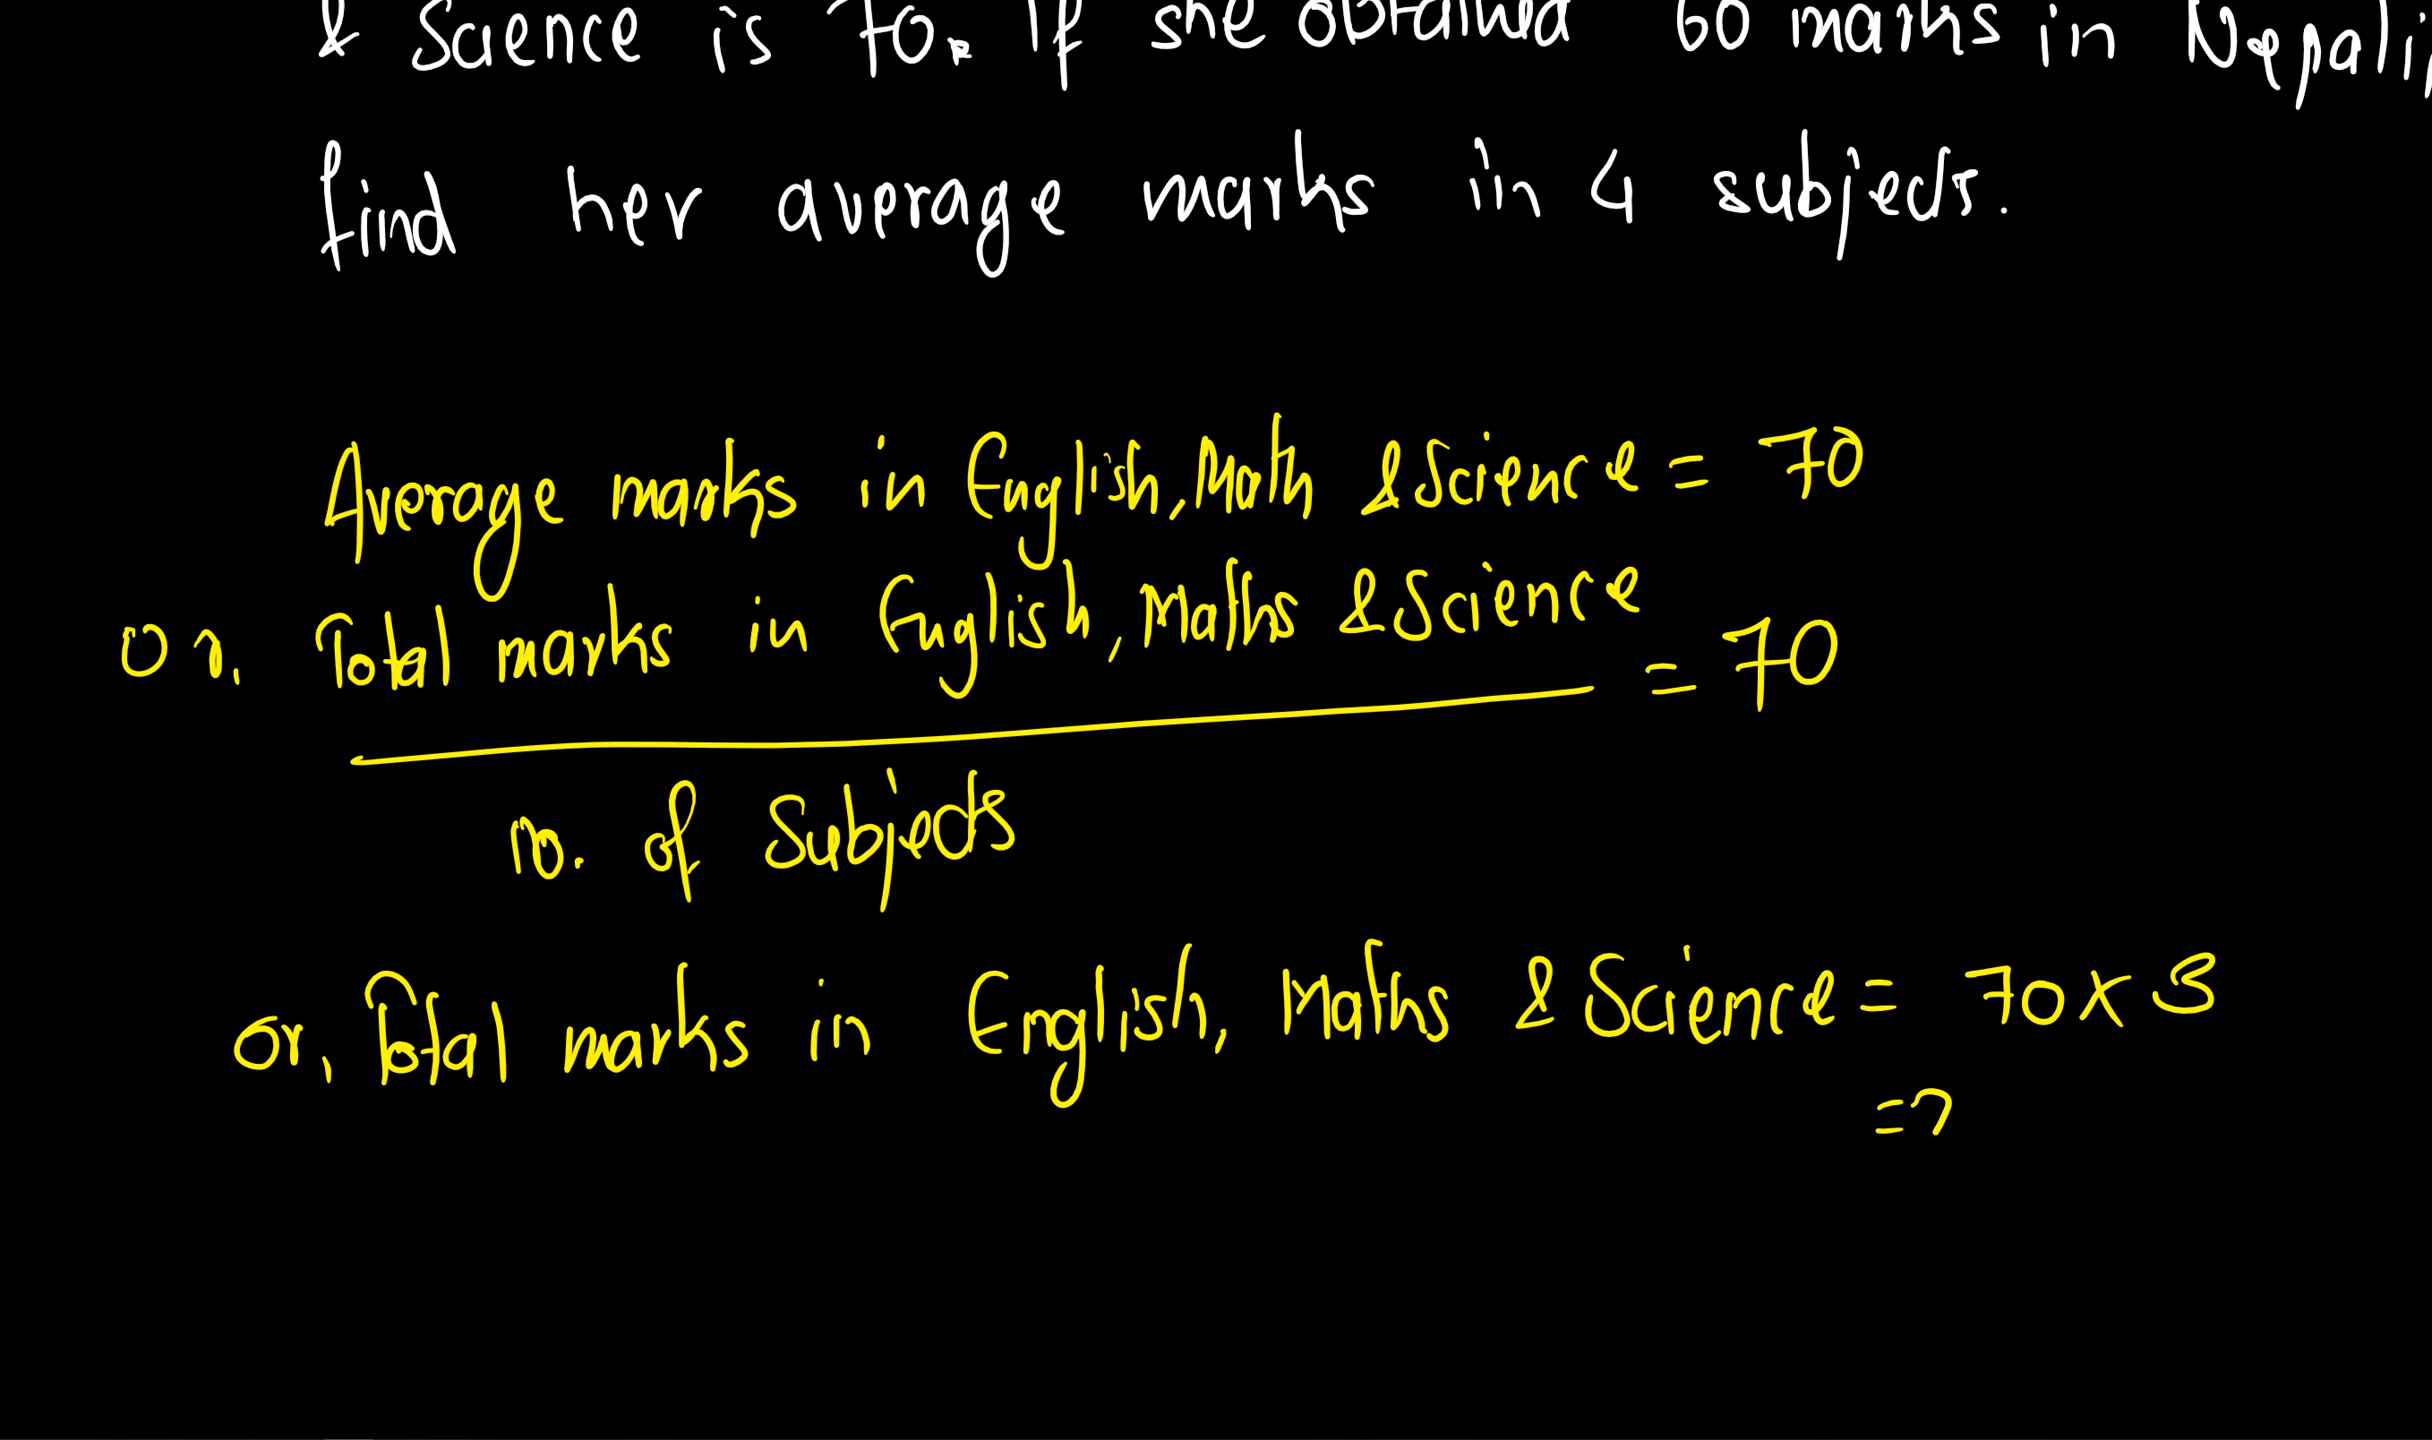 & Science is 70. If she obtained 60 marks in Nepali,
find her average marks in 4 subjects.
Average marks in English, Math & Science = 70
Or, Total marks in English, Maths & Science
= 70
no. of Subjects
or, Total marks in English, Maths & Science = 70 x 3
=2